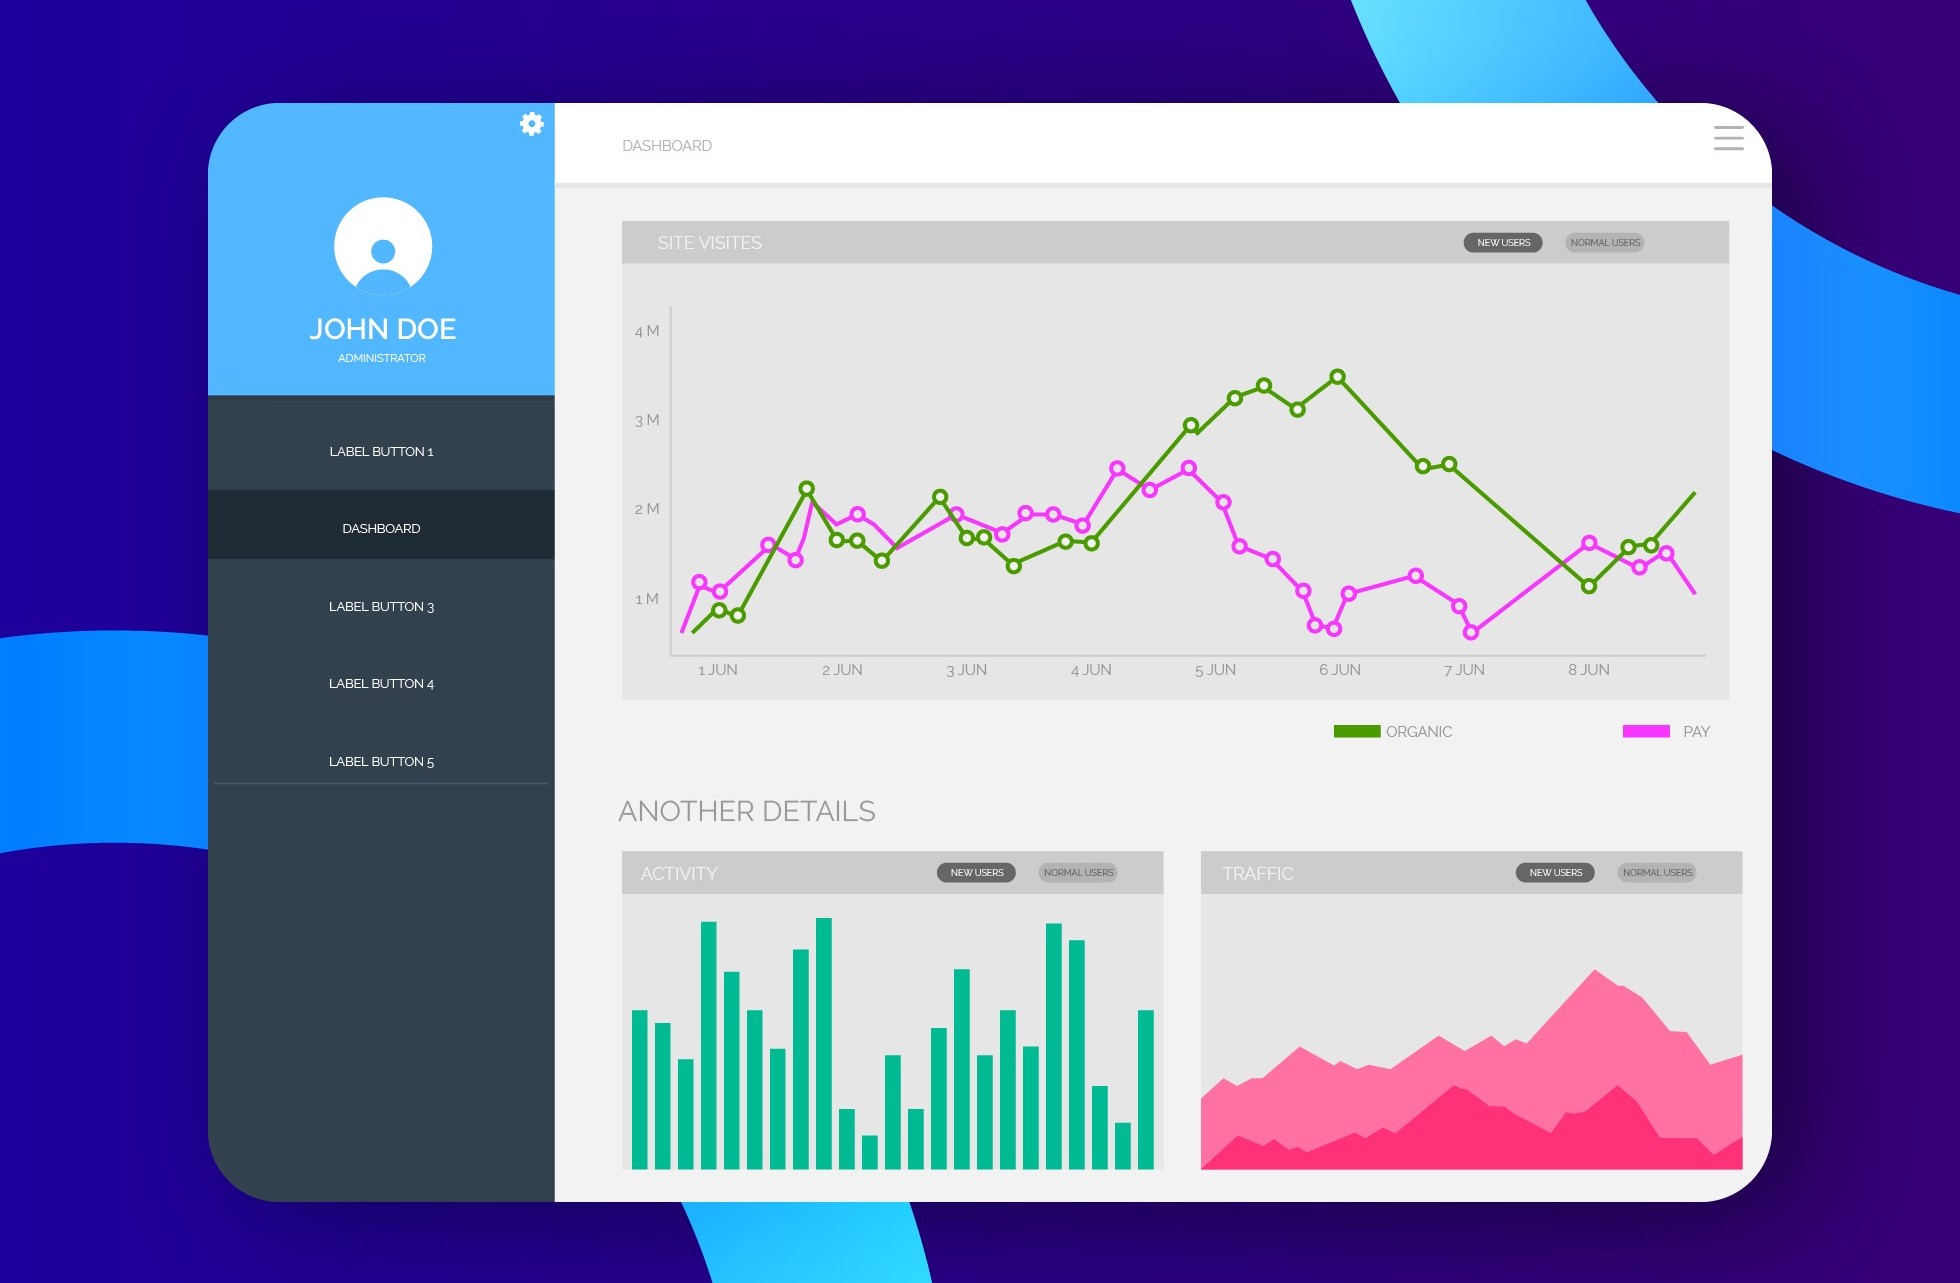 DASHBOARD
JOHN DOE
ADMINISTRATOR
LABEL BUTTON 1
DASHBOARD
LABEL BUTTON 3
LABEL BUTTON 4
LABEL BUTTON 5
SITE VISITES NEW USERS NORMAL USERS
4 M
3 M
2 M
1 M
1 JUN 2 JUN 3 JUN 4 JUN 5 JUN 6 JUN 7 JUN 8 JUN
ORGANIC PAY
ANOTHER DETAILS
ACTIVITY NEW USERS NORMAL USERS
TRAFFIC NEW USERS NORMAL USERS